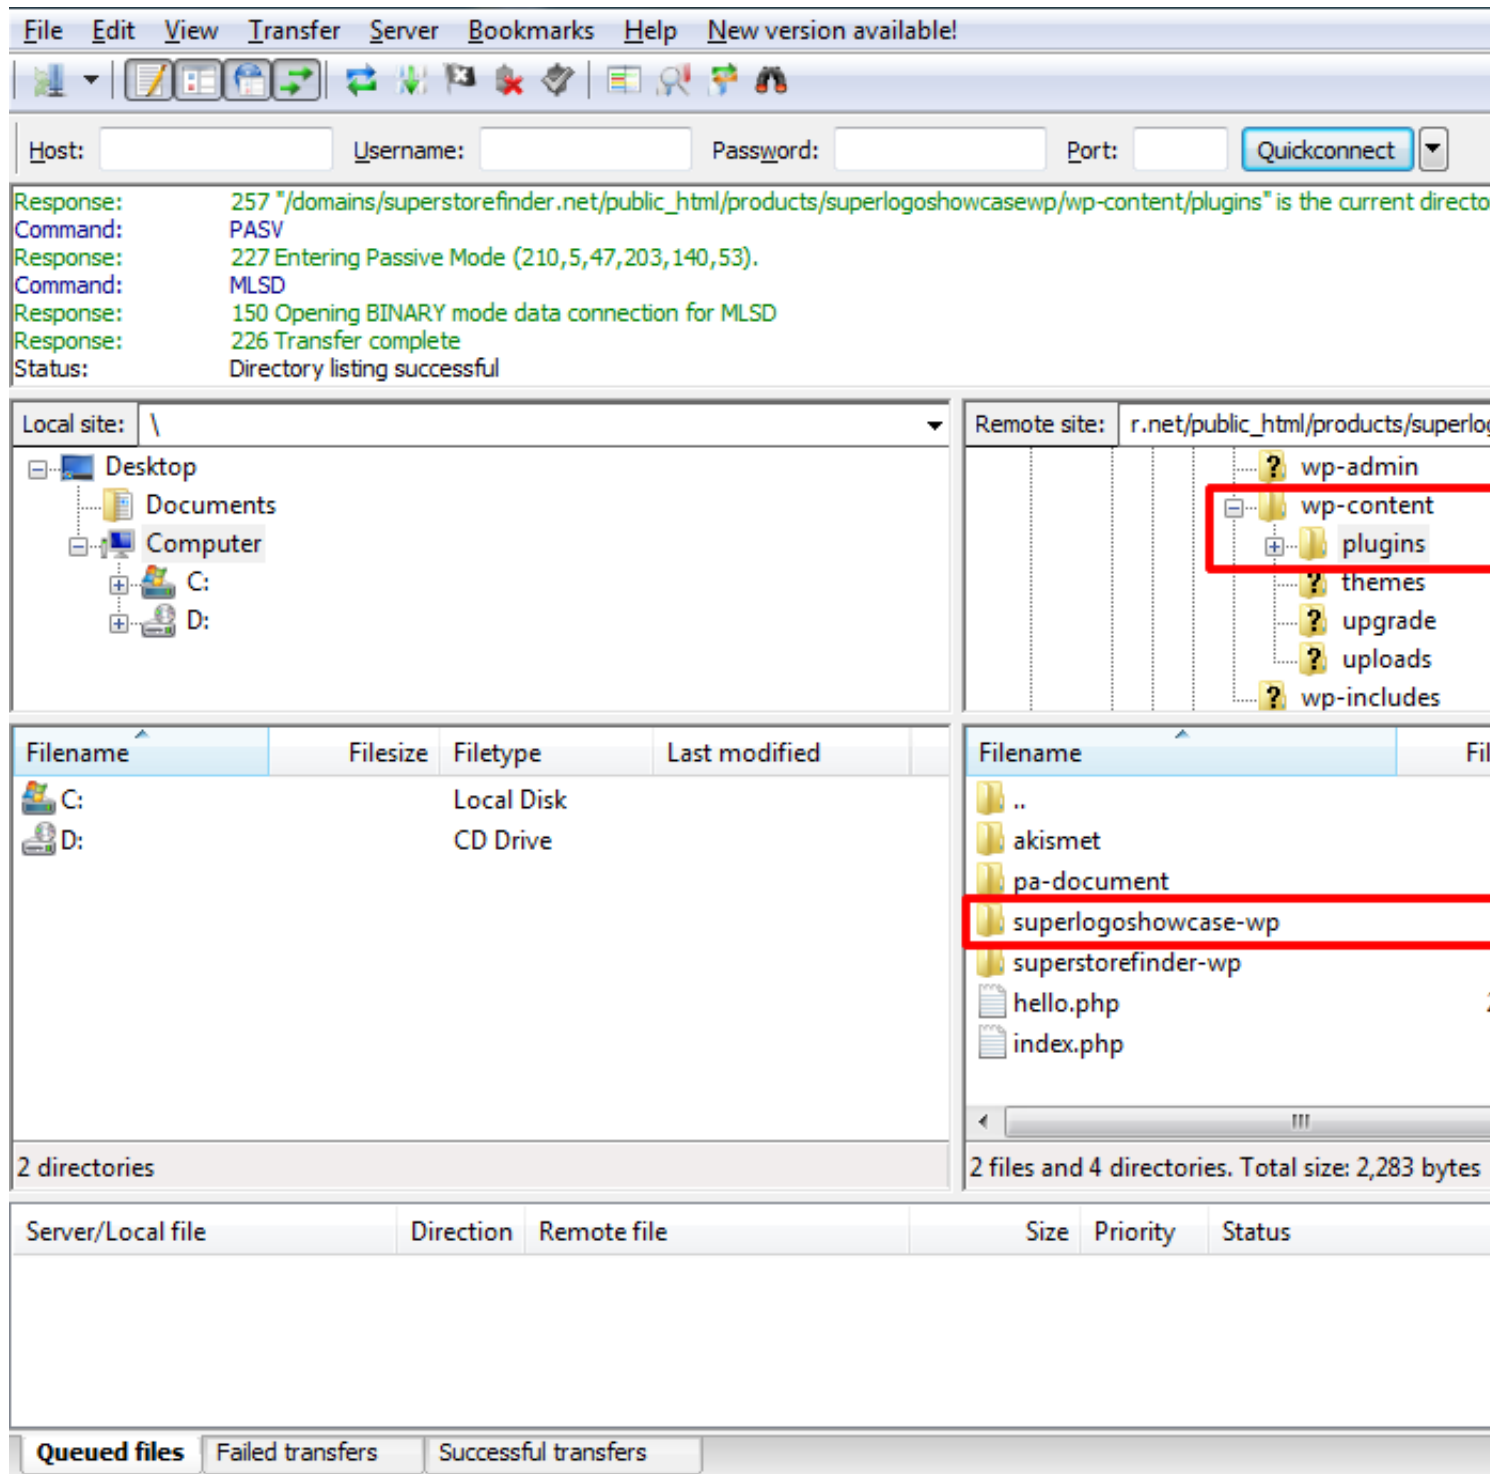 File Edit View Transfer Server Bookmarks Help New version available!
Host: Username: Password: Port: Quickconnect
Response: 257 "/domains/superstorefinder.net/public_html/products/superlogoshowcasewp/wp-content/plugins" is the current directo
Command: PASV
Response: 227 Entering Passive Mode (210,5,47,203,140,53).
Command: MLSD
Response: 150 Opening BINARY mode data connection for MLSD
Response: 226 Transfer complete
Status: Directory listing successful
Local site: \
Desktop
Documents
Computer
C:
D:
Remote site: r.net/public_html/products/superlog
wp-admin
wp-content
plugins
themes
upgrade
uploads
wp-includes
Filename Filesize Filetype Last modified
C: Local Disk
D: CD Drive
2 directories
Filename Fil
..
akismet
pa-document
superlogoshowcase-wp
superstorefinder-wp
hello.php 2
index.php
2 files and 4 directories. Total size: 2,283 bytes
Server/Local file Direction Remote file Size Priority Status
Queued files Failed transfers Successful transfers